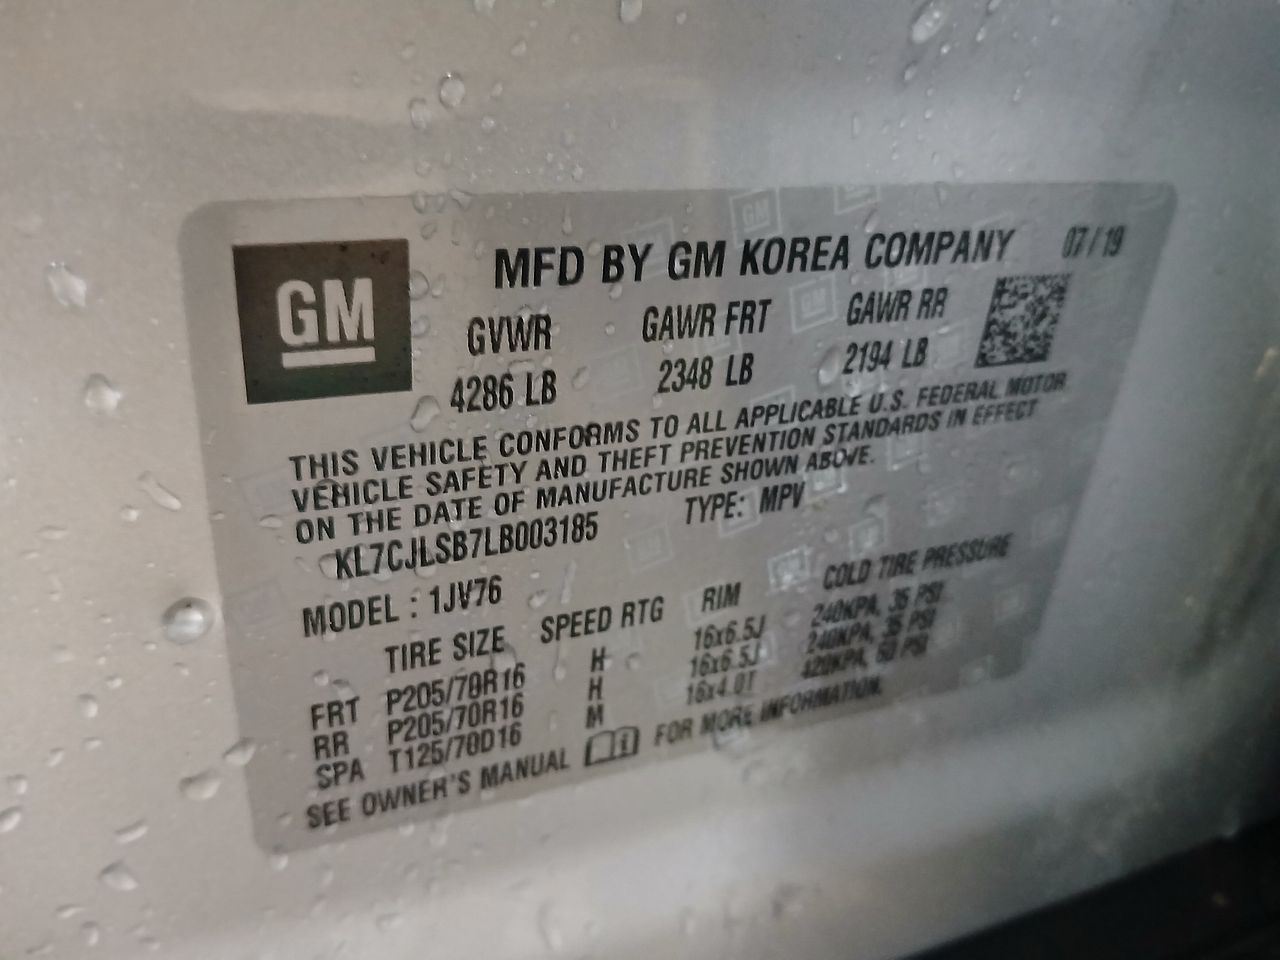 GM
MFD BY GM KOREA COMPANY 07/19
GVWR GAWR FRT GAWR RR
4286 LB 2348 LB 2194 LB
THIS VEHICLE CONFORMS TO ALL APPLICABLE U.S. FEDERAL MOTOR
VEHICLE SAFETY AND THEFT PREVENTION STANDARDS IN EFFECT
ON THE DATE OF MANUFACTURE SHOWN ABOVE.
KL7CJLSB7LB003185 TYPE: MPV
MODEL : 1JV76
TIRE SIZE SPEED RTG RIM COLD TIRE PRESSURE
FRT P205/70R16 H 16x6.5J 240KPA, 35 PSI
RR P205/70R16 H 16x6.5J 240KPA, 35 PSI
SPA T125/70D16 M 16x4.0T 420KPA, 60 PSI
SEE OWNER'S MANUAL FOR MORE INFORMATION.